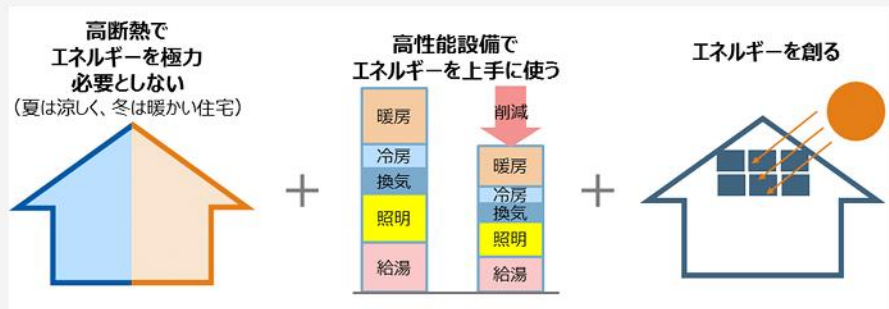 高断熱で
エネルギーを極力
必要としない
（夏は涼しく、冬は暖かい住宅）
高性能設備で
エネルギーを上手に使う
暖房
冷房
換気
照明
給湯
削減
暖房
冷房
換気
照明
給湯
エネルギーを創る